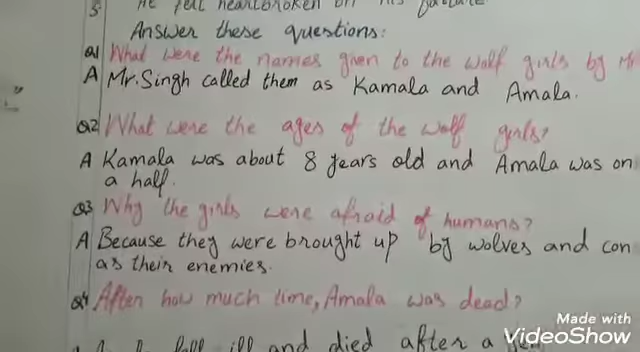 5 He felt heartbroken on his failure
Answer these questions:
Q1 What were the names given to the wolf girls by Mr
A Mr. Singh called them as Kamala and Amala.
Q2 What were the ages of the wolf girls?
A Kamala was about 8 years old and Amala was on
a half.
Q3 Why the girls were afraid of humans?
A Because they were brought up by wolves and con
as their enemies.
Q4 After how much time, Amala was dead?
fell ill and died after a
Made with
VideoShow